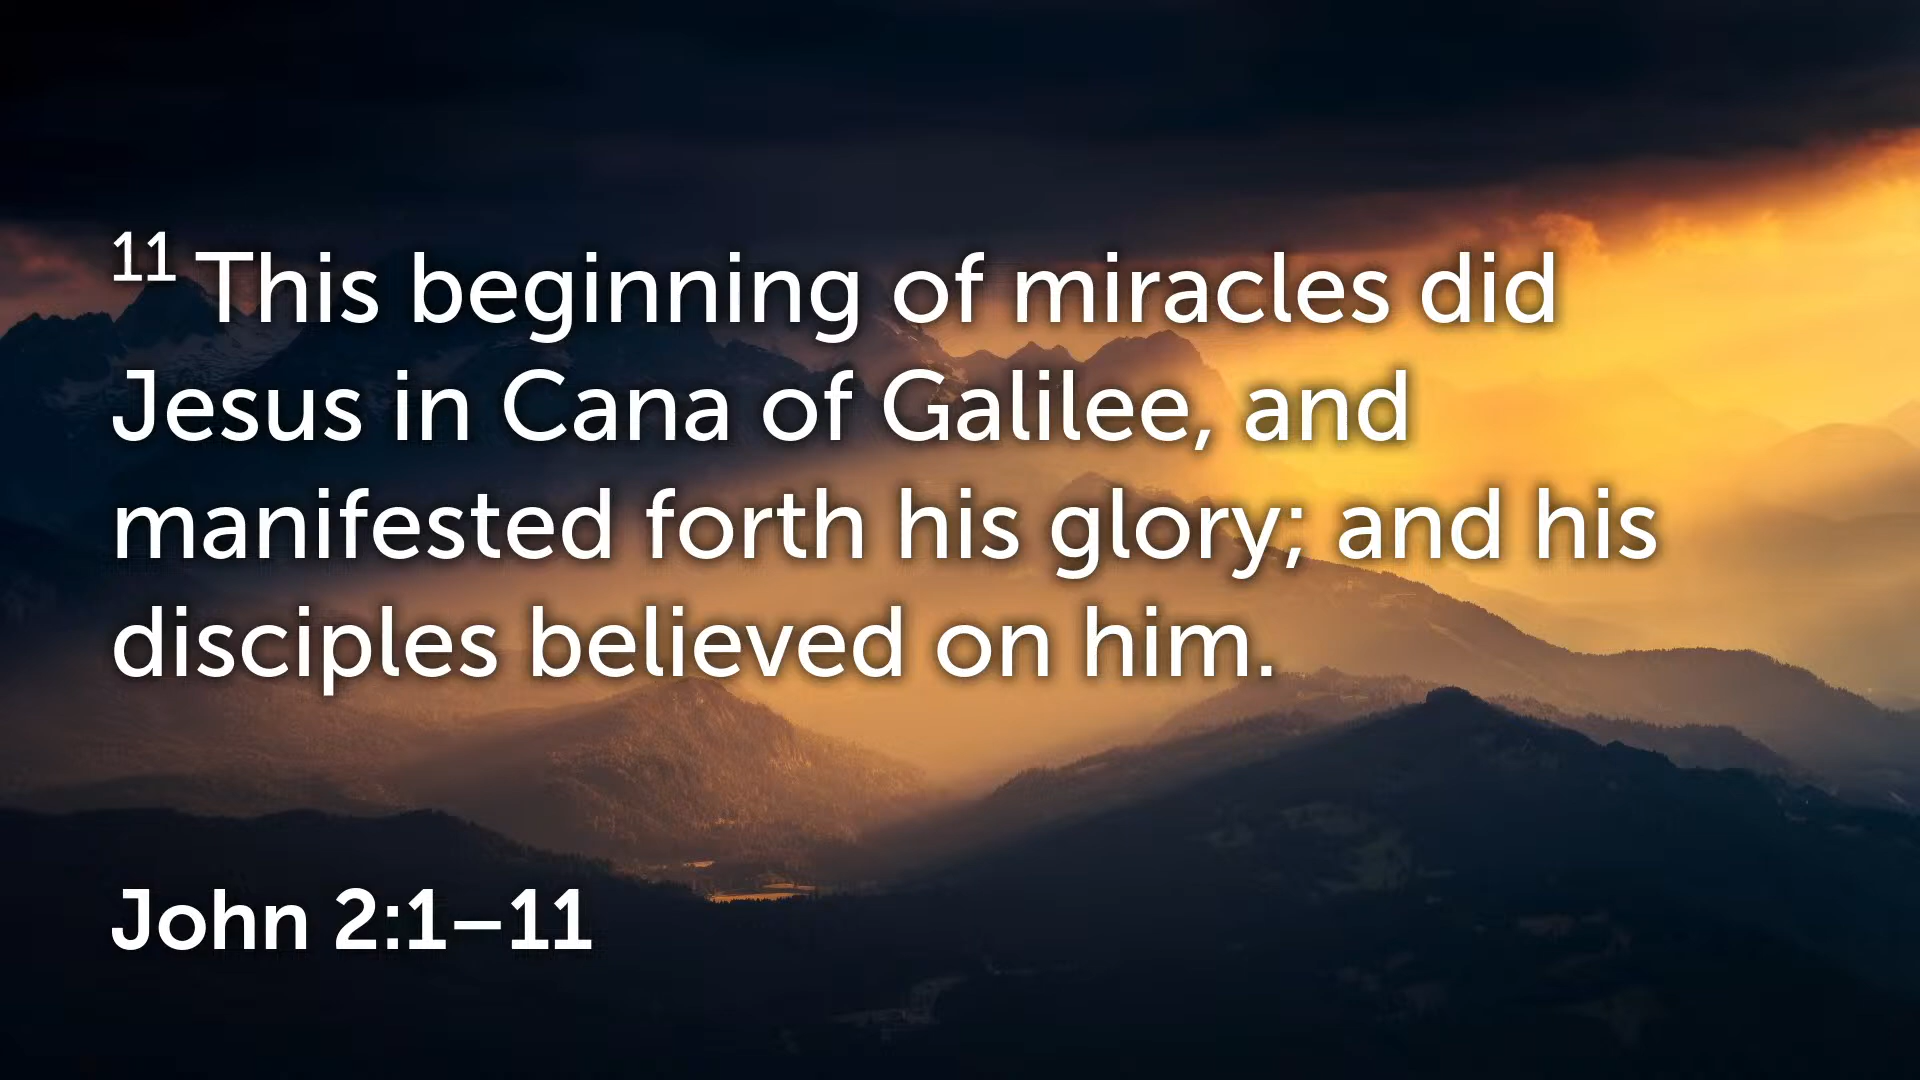 11 This beginning of miracles did
Jesus in Cana of Galilee, and
manifested forth his glory; and his
disciples believed on him.
John 2:1–11